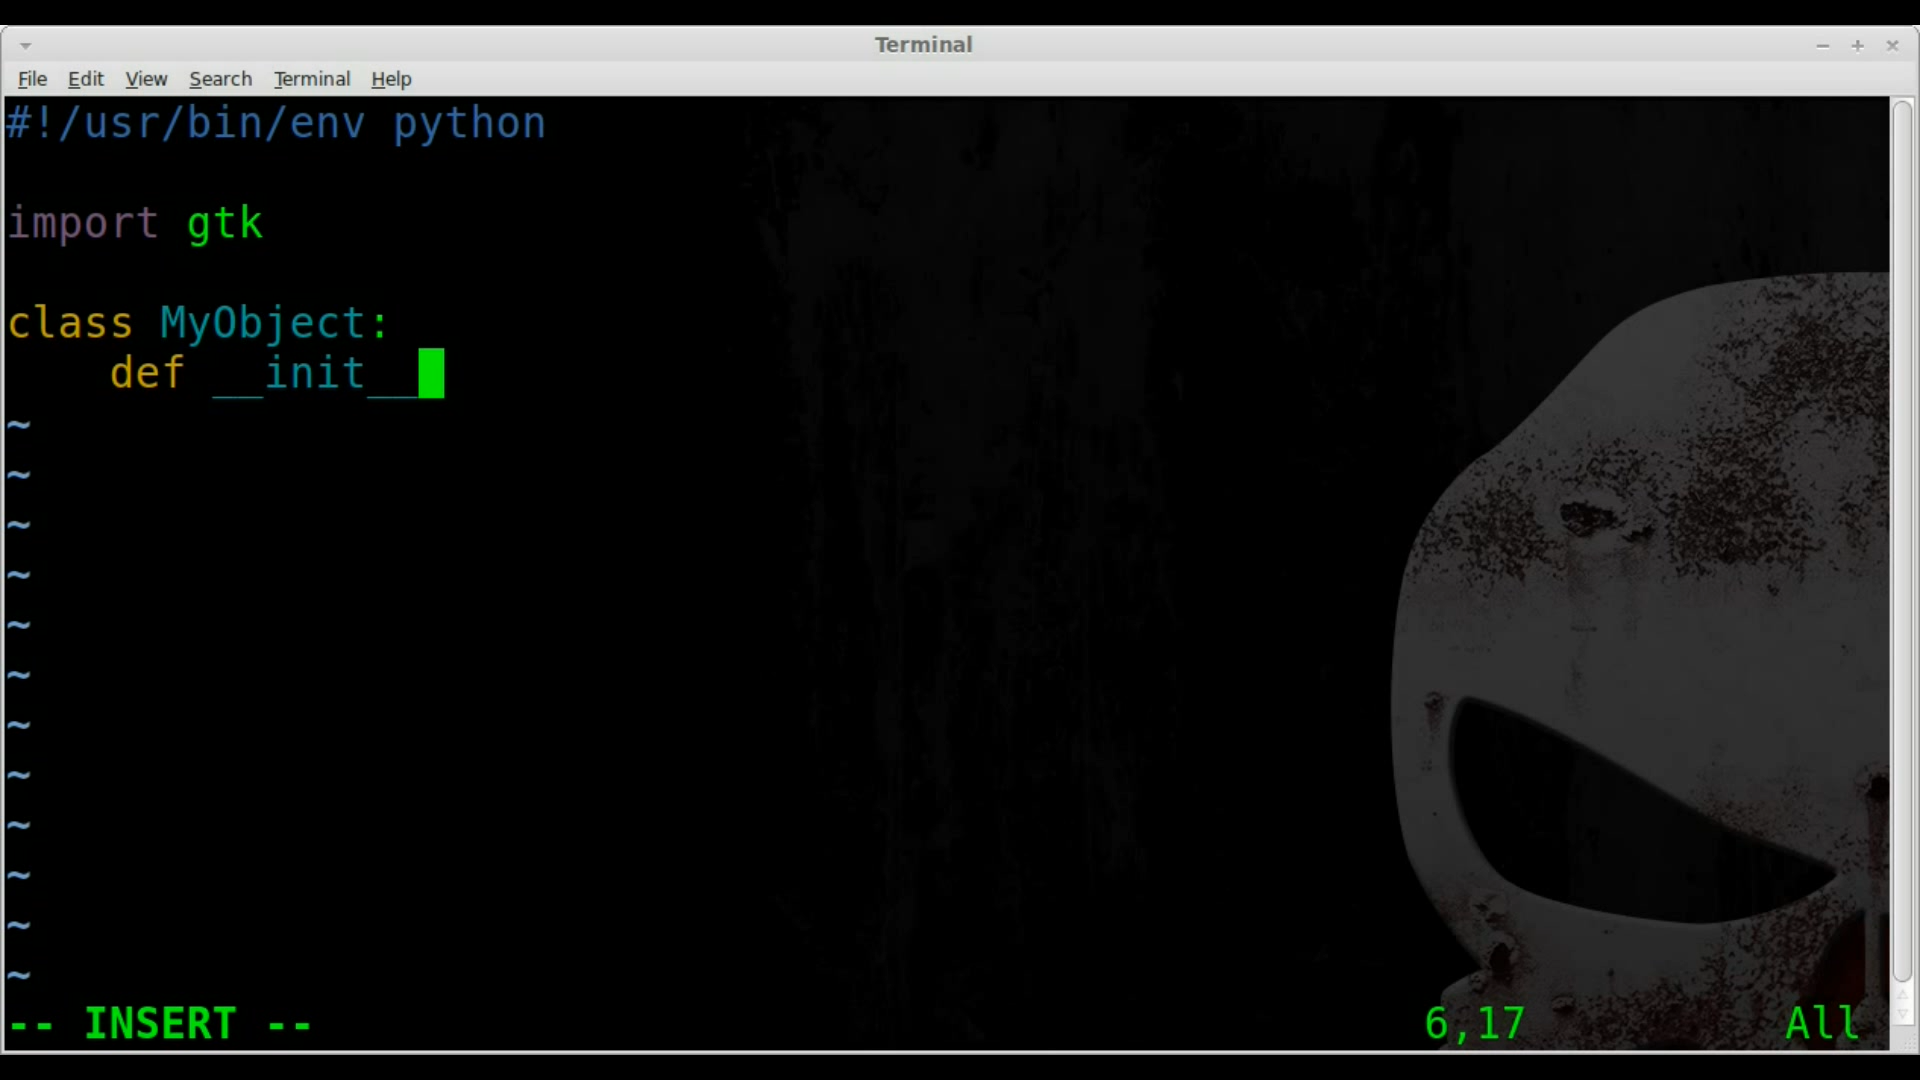 Terminal
File Edit View Search Terminal Help
#!/usr/bin/env python
import gtk
class MyObject:
    def __init__
~
~
~
~
~
~
~
~
~
~
~
~
-- INSERT -- 6,17 All